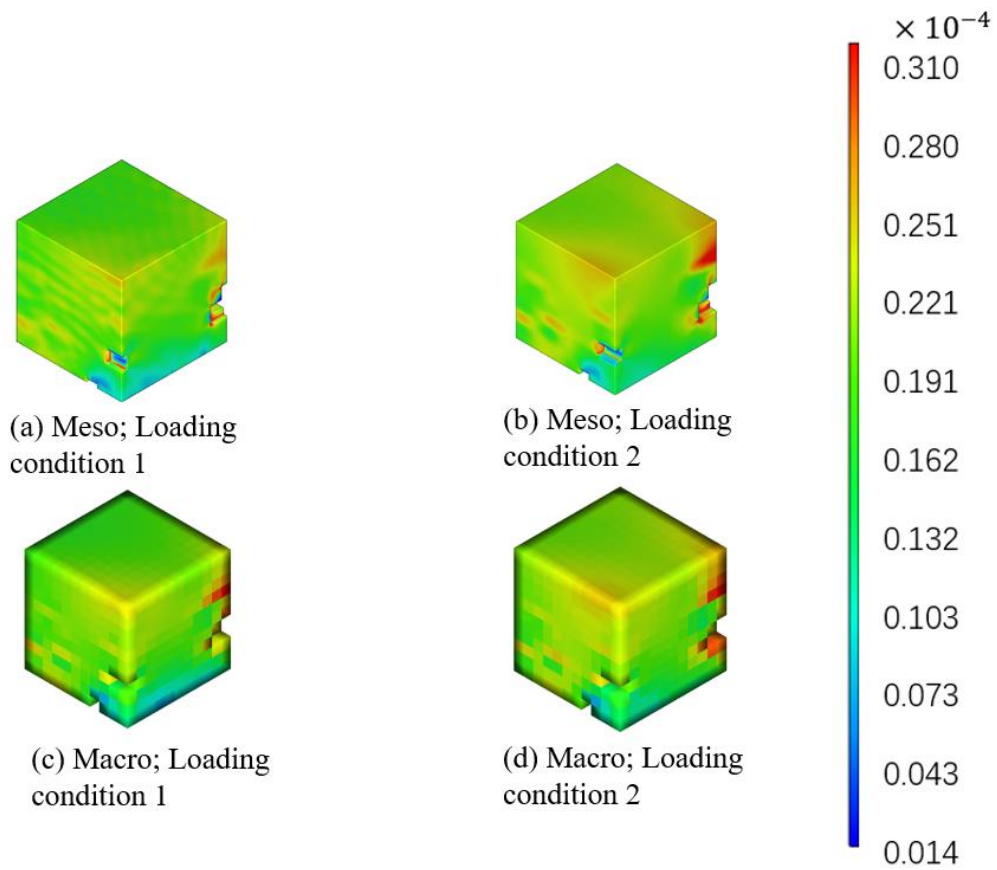 × 10⁻⁴
0.310
0.280
0.251
0.221
0.191
0.162
0.132
0.103
0.073
0.043
0.014
(a) Meso; Loading
condition 1
(b) Meso; Loading
condition 2
(c) Macro; Loading
condition 1
(d) Macro; Loading
condition 2